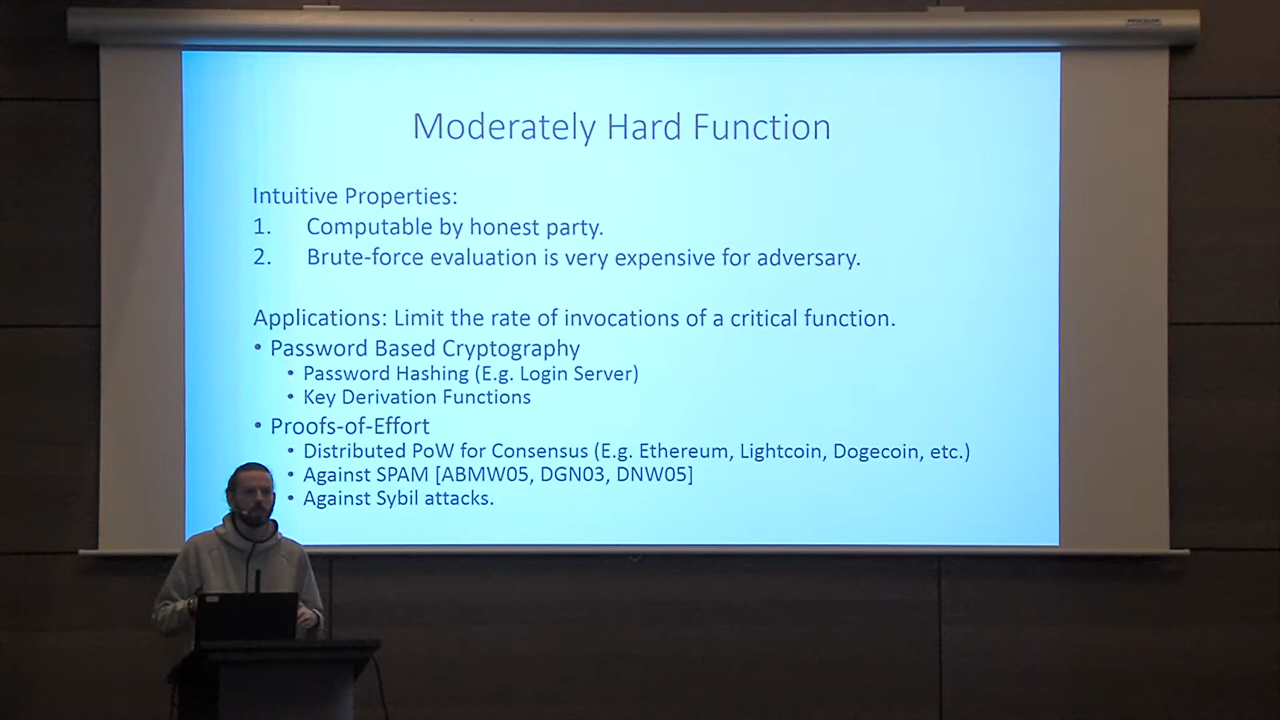 Moderately Hard Function
Intuitive Properties:
1. Computable by honest party.
2. Brute-force evaluation is very expensive for adversary.
Applications: Limit the rate of invocations of a critical function.
• Password Based Cryptography
• Password Hashing (E.g. Login Server)
• Key Derivation Functions
• Proofs-of-Effort
• Distributed PoW for Consensus (E.g. Ethereum, Lightcoin, Dogecoin, etc.)
• Against SPAM [ABMW05, DGN03, DNW05]
• Against Sybil attacks.